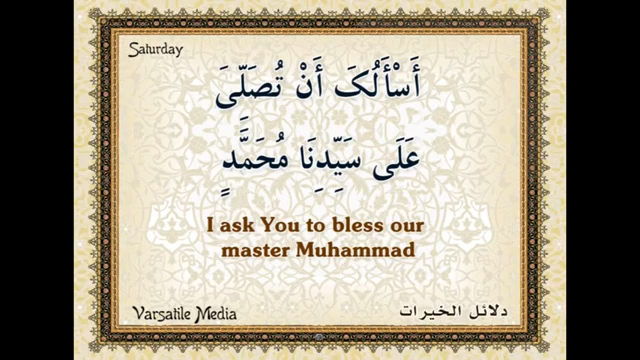 Saturday
أَسْأَلُکَ أَنْ تُصَلِّیَ
عَلَى سَيِّدِنَا مُحَمَّدٍ
I ask You to bless our
master Muhammad
Varsatile Media
دلائل الخيرات